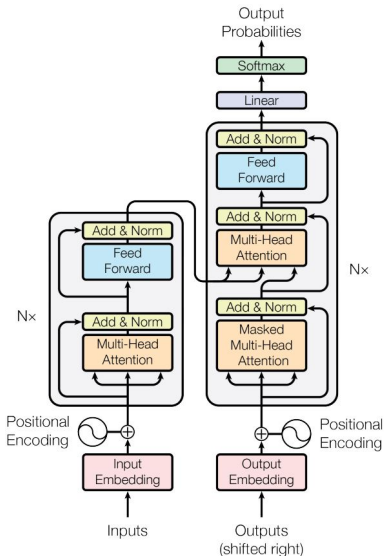 Output
Probabilities
Softmax
Linear
Add & Norm
Feed
Forward
Add & Norm
Multi-Head
Attention
Nx
Add & Norm
Masked
Multi-Head
Attention
Positional
Encoding
Output
Embedding
Outputs
(shifted right)
Add & Norm
Feed
Forward
Nx
Add & Norm
Multi-Head
Attention
Positional
Encoding
Input
Embedding
Inputs